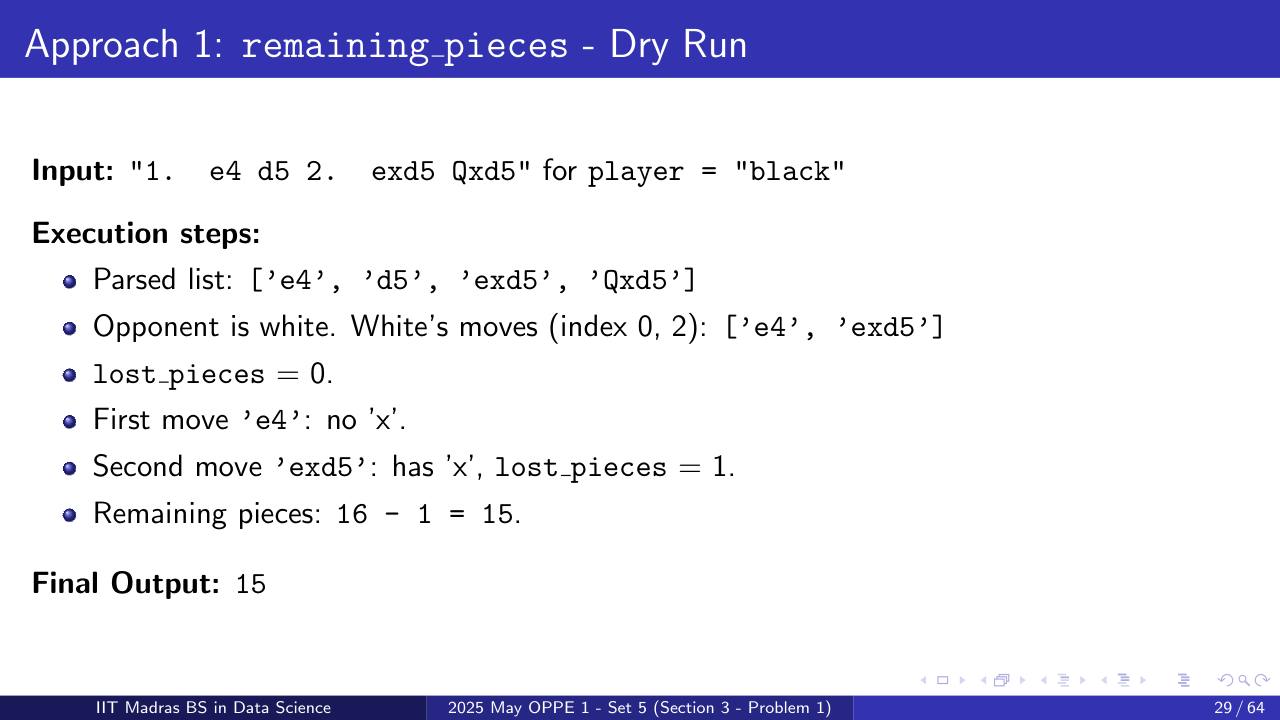 Approach 1: remaining_pieces - Dry Run
Input: "1.  e4 d5 2.  exd5 Qxd5" for player = "black"
Execution steps:
Parsed list: ['e4', 'd5', 'exd5', 'Qxd5']
Opponent is white. White's moves (index 0, 2): ['e4', 'exd5']
lost_pieces = 0.
First move 'e4': no 'x'.
Second move 'exd5': has 'x', lost_pieces = 1.
Remaining pieces: 16 - 1 = 15.
Final Output: 15
IIT Madras BS in Data Science 2025 May OPPE 1 - Set 5 (Section 3 - Problem 1) 29 / 64